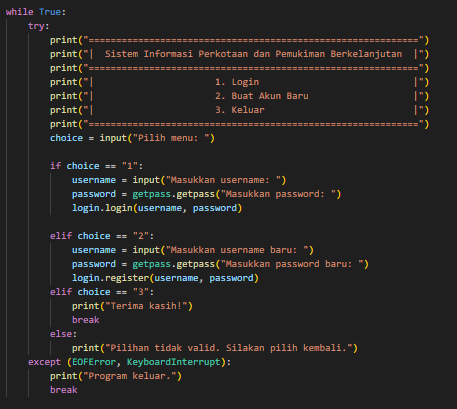 while True:
    try:
        print("============================================================")
        print("|  Sistem Informasi Perkotaan dan Pemukiman Berkelanjutan  |")
        print("============================================================")
        print("|                      1. Login                            |")
        print("|                      2. Buat Akun Baru                   |")
        print("|                      3. Keluar                           |")
        print("============================================================")
        choice = input("Pilih menu: ")

        if choice == "1":
            username = input("Masukkan username: ")
            password = getpass.getpass("Masukkan password: ")
            login.login(username, password)

        elif choice == "2":
            username = input("Masukkan username baru: ")
            password = getpass.getpass("Masukkan password baru: ")
            login.register(username, password)
        elif choice == "3":
            print("Terima kasih!")
            break
        else:
            print("Pilihan tidak valid. Silakan pilih kembali.")
    except (EOFError, KeyboardInterrupt):
        print("Program keluar.")
        break